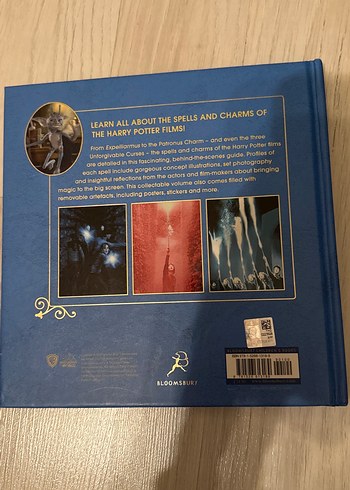 LEARN ALL ABOUT THE SPELLS AND CHARMS OF
THE HARRY POTTER FILMS!
From Expelliarmus to the Patronus Charm – and even the three
Unforgivable Curses – the spells and charms of the Harry Potter films
are detailed in this fascinating, behind-the-scenes guide. Profiles of
each spell include gorgeous concept illustrations, set photography
and insightful reflections from the actors and film-makers about bringing
magic to the big screen. This collectable volume also comes filled with
removable artefacts, including posters, stickers and more.
BLOOMSBURY